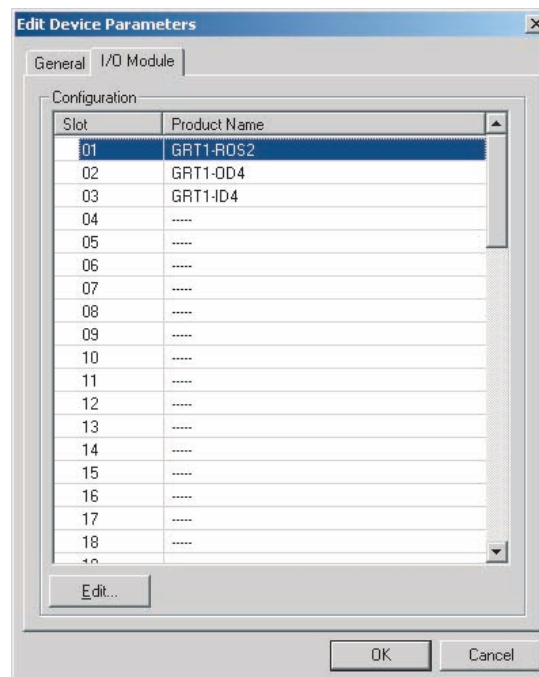 Edit Device Parameters
General I/O Module
Configuration
Slot Product Name
01 GRT1-ROS2
02 GRT1-OD4
03 GRT1-ID4
04 -----
05 -----
06 -----
07 -----
08 -----
09 -----
10 -----
11 -----
12 -----
13 -----
14 -----
15 -----
16 -----
17 -----
18 -----
Edit...
OK Cancel